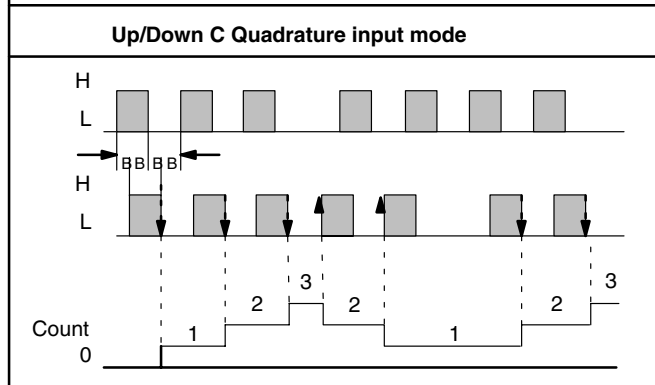 Up/Down C Quadrature input mode
H
L
B B B B
H
L
3 3
2 2 2
Count 1 1
0